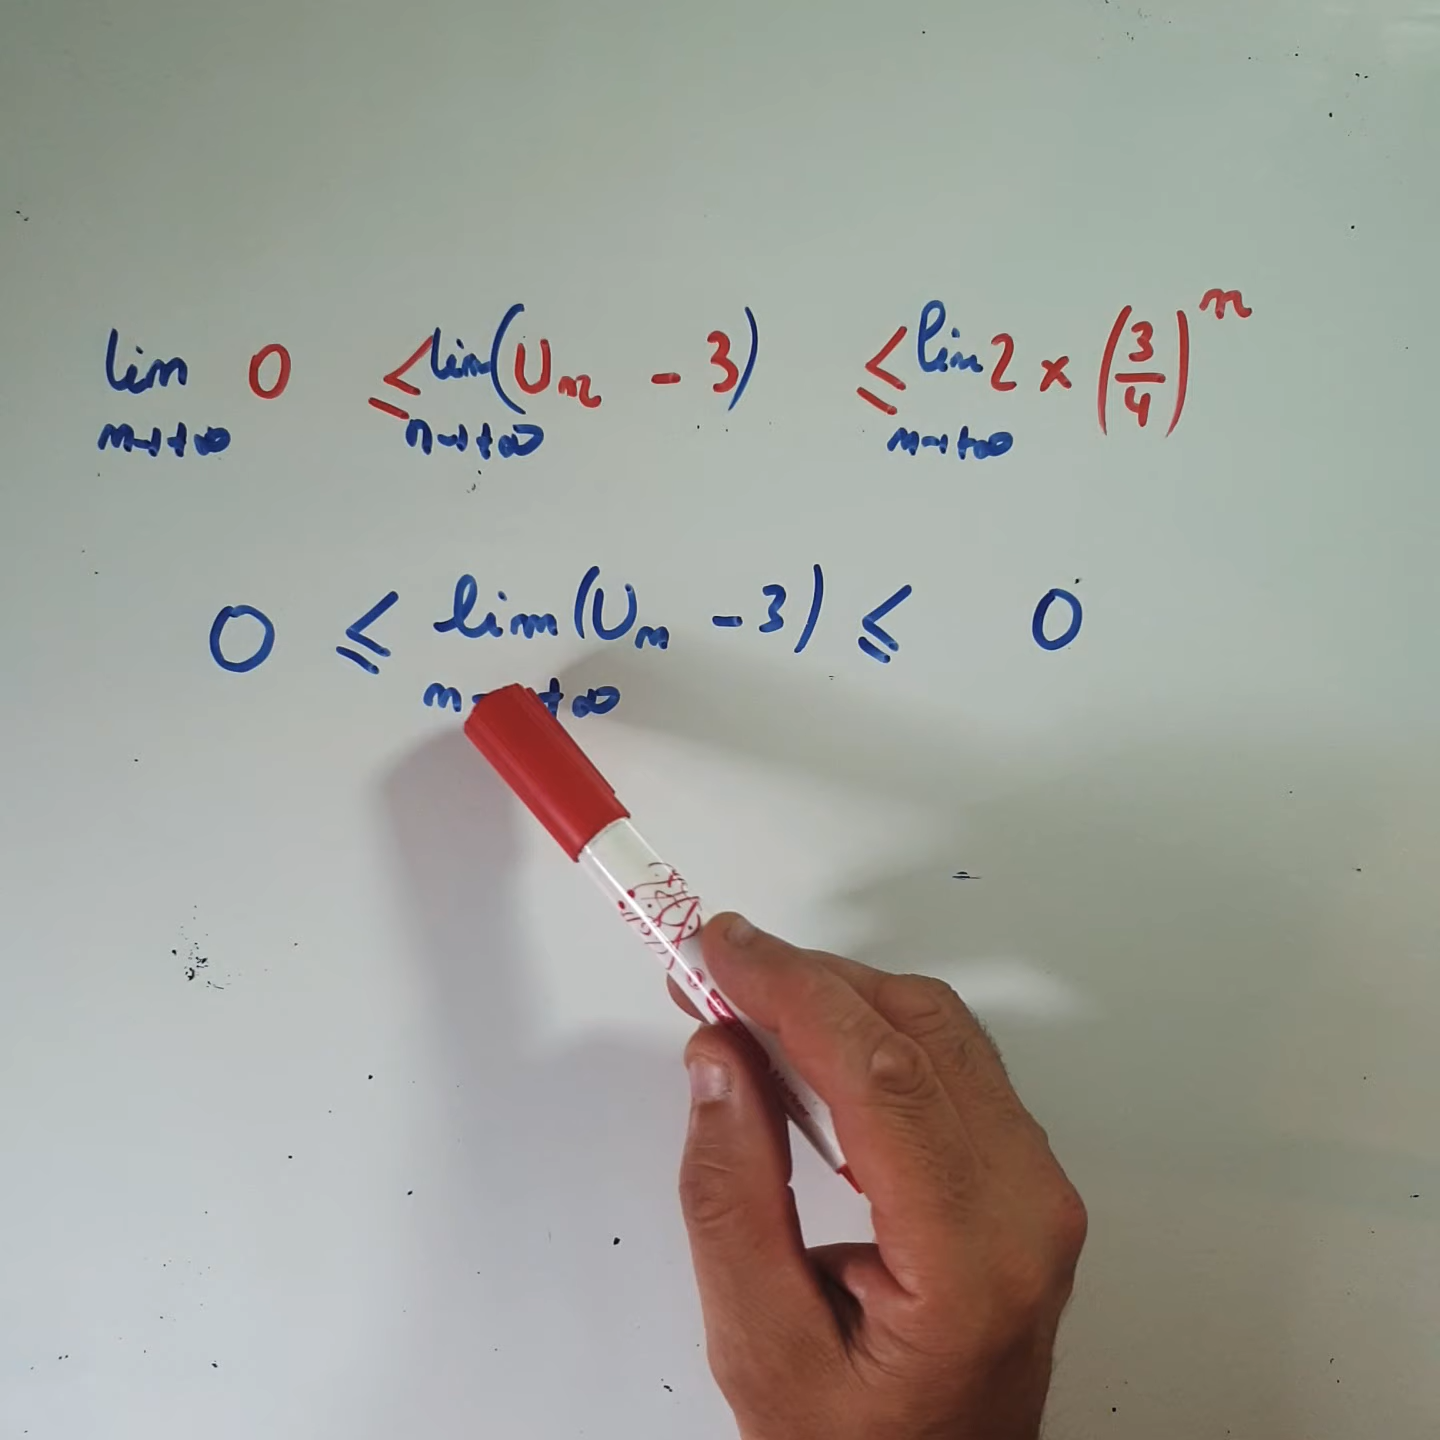 lim 0 ≤ lim (Un - 3) ≤ lim 2 × (3/4)^n
n→+∞ n→+∞ n→+∞
0 ≤ lim (Un - 3) ≤ 0
n→+∞